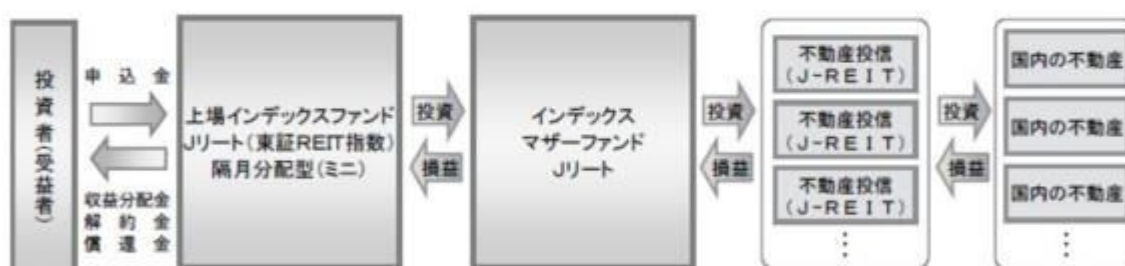 投資者(受益者)
申込金
収益分配金
解約金
償還金
上場インデックスファンド
Jリート(東証REIT指数)
隔月分配型(ミニ)
投資
損益
インデックス
マザーファンド
Jリート
投資
損益
不動産投信
(J-REIT)
不動産投信
(J-REIT)
不動産投信
(J-REIT)
⋮
投資
損益
国内の不動産
国内の不動産
国内の不動産
⋮